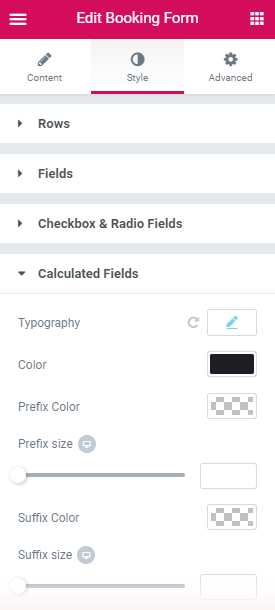 Edit Booking Form
Content
Style
Advanced
Rows
Fields
Checkbox & Radio Fields
Calculated Fields
Typography
Color
Prefix Color
Prefix size
Suffix Color
Suffix size